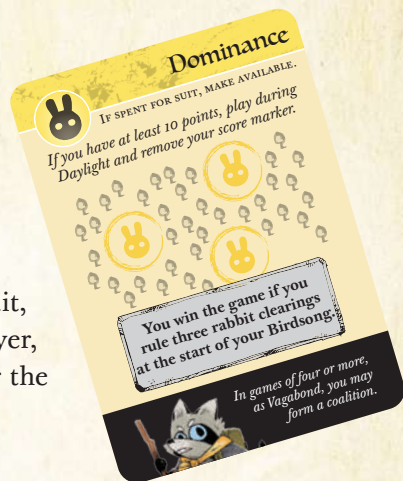 Dominance
If spent for suit, make available.
If you have at least 10 points, play during
Daylight and remove your score marker.
You win the game if you
rule three rabbit clearings
at the start of your Birdsong.
In games of four or more,
as Vagabond, you may
form a coalition.
it,
yer,
the